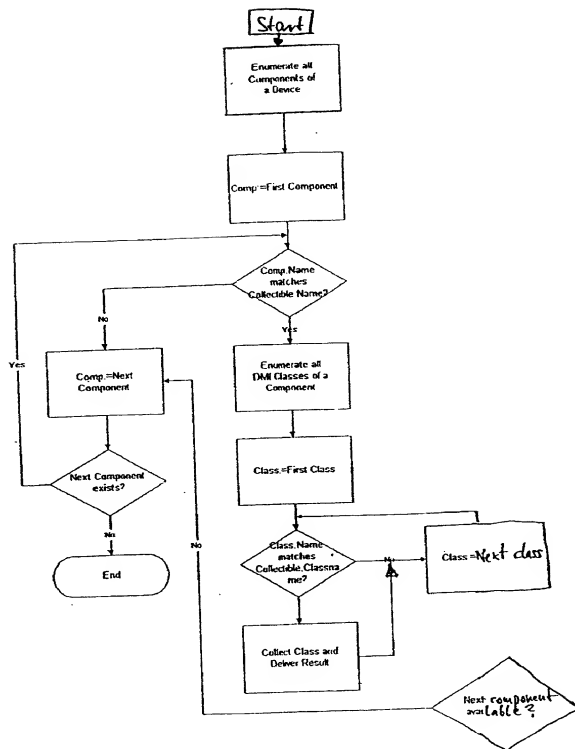 Start
Enumerate all
Components of
a Device
Comp.=First Component
Comp.Name
matches
Collectible Name?
No
Yes
Yes
Comp.=Next
Component
Enumerate all
DMI Classes of a
Component
Class.=First Class
Next Component
exists?
No
End
No
Class.Name
matches
Collectible.Classna
me?
No
Class =Next class
Collect Class and
Deliver Result
Next component
available?